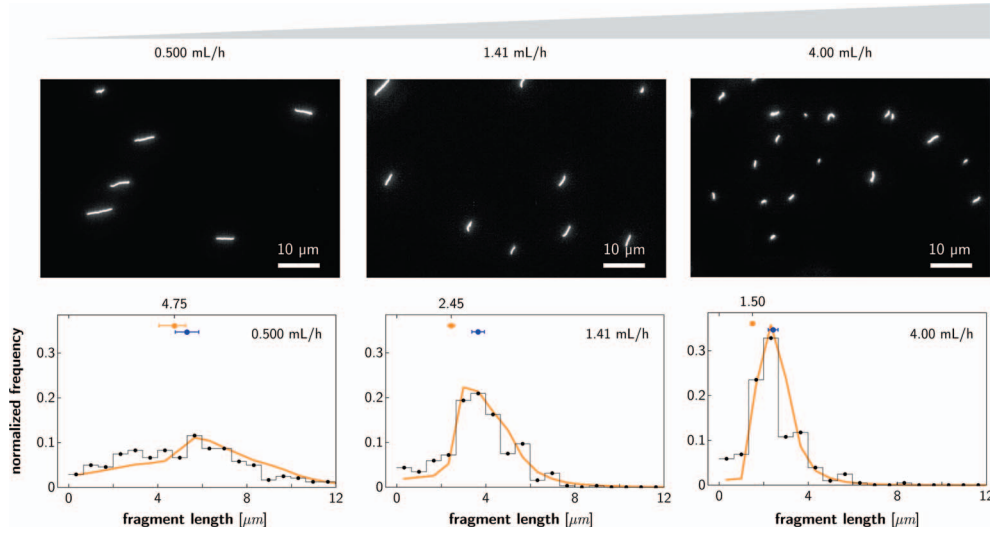 0.500 mL/h 1.41 mL/h 4.00 mL/h
10 μm 10 μm 10 μm
4.75 2.45 1.50
0.500 mL/h 1.41 mL/h 4.00 mL/h
normalized frequency
0.3 0.3 0.3
0.2 0.2 0.2
0.1 0.1 0.1
0 0 0
0 4 8 12 0 4 8 12 0 4 8 12
fragment length [μm] fragment length [μm] fragment length [μm]